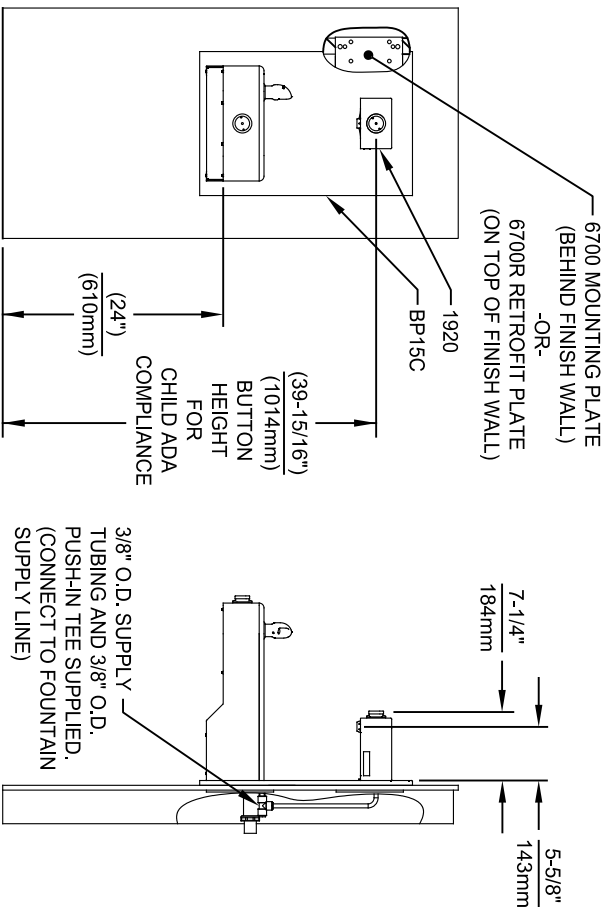 6700 MOUNTING PLATE
(BEHIND FINISH WALL)
-OR-
6700R RETROFIT PLATE
(ON TOP OF FINISH WALL)
1920
BP15C
(24")
(610mm)
(39-15/16")
(1014mm)
BUTTON
HEIGHT
FOR
CHILD ADA
COMPLIANCE
7-1/4"
184mm
5-5/8"
143mm
3/8" O.D. SUPPLY
TUBING AND 3/8" O.D.
PUSH-IN TEE SUPPLIED.
(CONNECT TO FOUNTAIN
SUPPLY LINE)